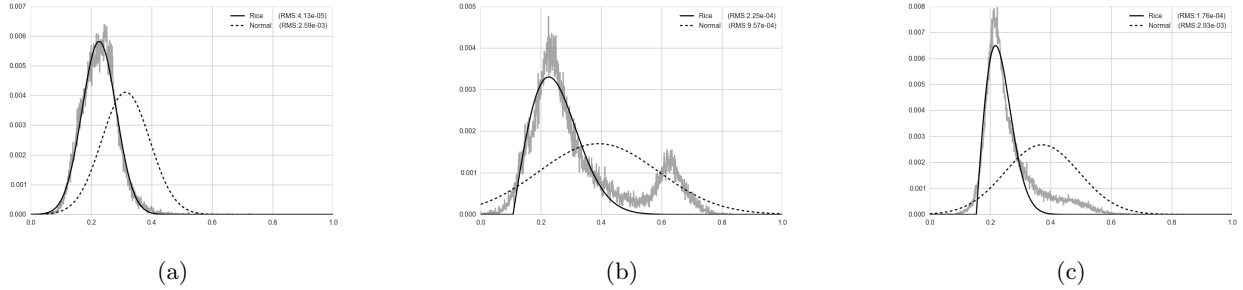 0.007
0.006
0.005
0.004
0.003
0.002
0.001
0.000
0.0 0.2 0.4 0.6 0.8 1.0
Rice (RMS:4.13e-05)
Normal (RMS:2.59e-03)
(a)
0.005
0.004
0.003
0.002
0.001
0.000
0.0 0.2 0.4 0.6 0.8 1.0
Rice (RMS:2.25e-04)
Normal (RMS:9.57e-04)
(b)
0.008
0.007
0.006
0.005
0.004
0.003
0.002
0.001
0.000
0.0 0.2 0.4 0.6 0.8 1.0
Rice (RMS:1.76e-04)
Normal (RMS:2.93e-03)
(c)